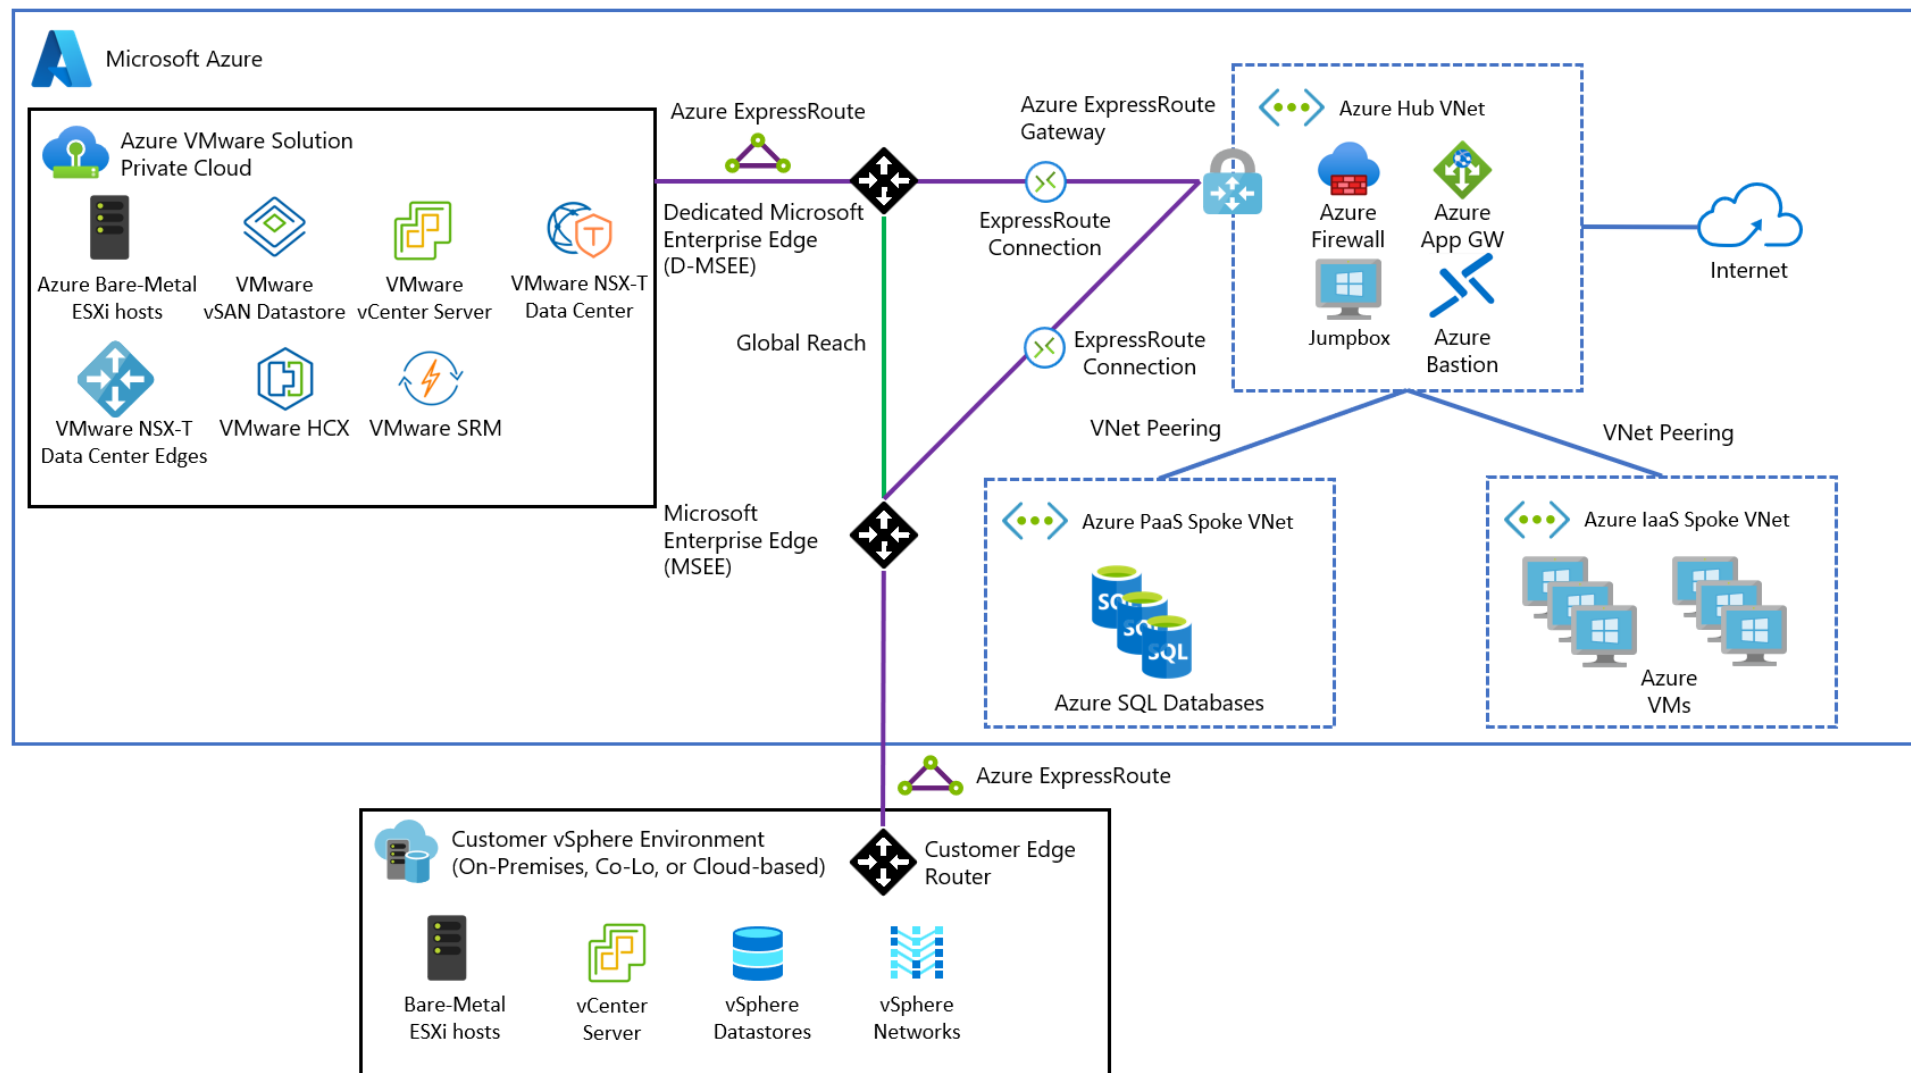 Microsoft Azure
Azure VMware Solution
Private Cloud
Azure Bare-Metal
ESXi hosts
VMware
vSAN Datastore
VMware
vCenter Server
VMware NSX-T
Data Center
VMware NSX-T
Data Center Edges
VMware HCX
VMware SRM
Azure ExpressRoute
Dedicated Microsoft
Enterprise Edge
(D-MSEE)
Global Reach
Microsoft
Enterprise Edge
(MSEE)
Azure ExpressRoute
Gateway
ExpressRoute
Connection
ExpressRoute
Connection
Azure Hub VNet
Azure
Firewall
Azure
App GW
Jumpbox
Azure
Bastion
Internet
VNet Peering
VNet Peering
Azure PaaS Spoke VNet
SQL
SQL
SQL
Azure SQL Databases
Azure IaaS Spoke VNet
Azure
VMs
Azure ExpressRoute
Customer vSphere Environment
(On-Premises, Co-Lo, or Cloud-based)
Customer Edge
Router
Bare-Metal
ESXi hosts
vCenter
Server
vSphere
Datastores
vSphere
Networks